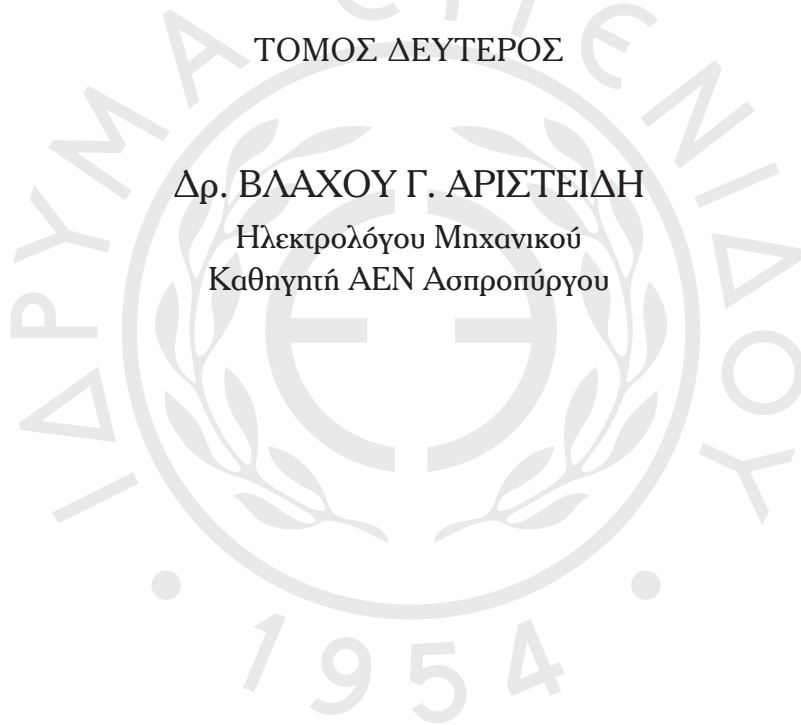 ΤΟΜΟΣ ΔΕΥΤΕΡΟΣ
Δρ. ΒΛΑΧΟΥ Γ. ΑΡΙΣΤΕΙΔΗ
Ηλεκτρολόγου Μηχανικού
Καθηγητή ΑΕΝ Ασπροπύργου
ΙΔΡΥΜΑ ΕΥΓΕΝΙΔΟΥ
1954